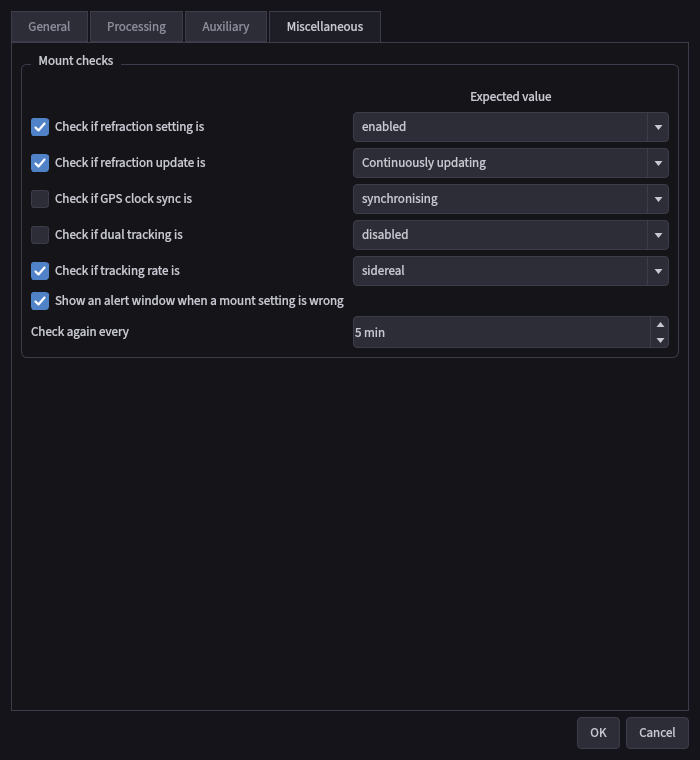 General Processing Auxiliary Miscellaneous
Mount checks
Expected value
Check if refraction setting is enabled
Check if refraction update is Continuously updating
Check if GPS clock sync is synchronising
Check if dual tracking is disabled
Check if tracking rate is sidereal
Show an alert window when a mount setting is wrong
Check again every 5 min
OK Cancel